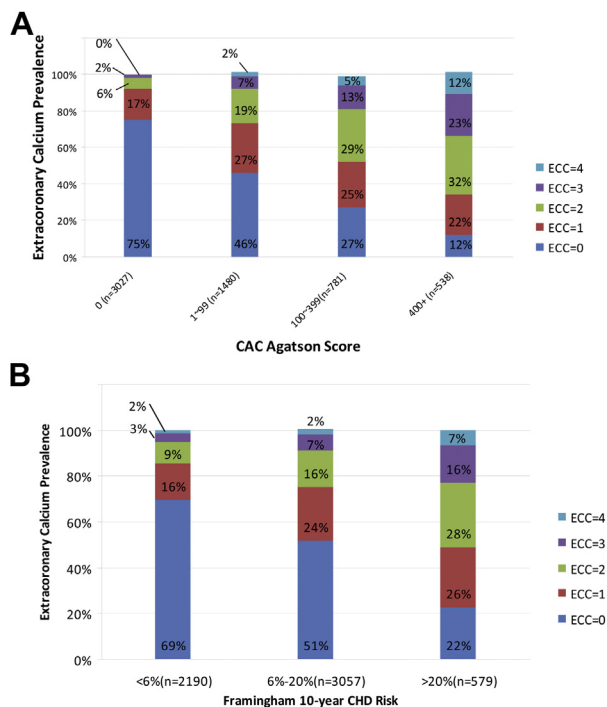 A
Extracoronary Calcium Prevalence
100%
80%
60%
40%
20%
0%
0%
2%
6%
17%
75%
2%
7%
19%
27%
46%
5%
13%
29%
25%
27%
12%
23%
32%
22%
12%
ECC=4
ECC=3
ECC=2
ECC=1
ECC=0
0 (n=3027)
1~99 (n=1480)
100~399(n=781)
400+ (n=538)
CAC Agatson Score
B
Extracoronary Calcium Prevalence
100%
80%
60%
40%
20%
0%
2%
3%
9%
16%
69%
2%
7%
16%
24%
51%
7%
16%
28%
26%
22%
ECC=4
ECC=3
ECC=2
ECC=1
ECC=0
<6%(n=2190)
6%-20%(n=3057)
>20%(n=579)
Framingham 10-year CHD Risk